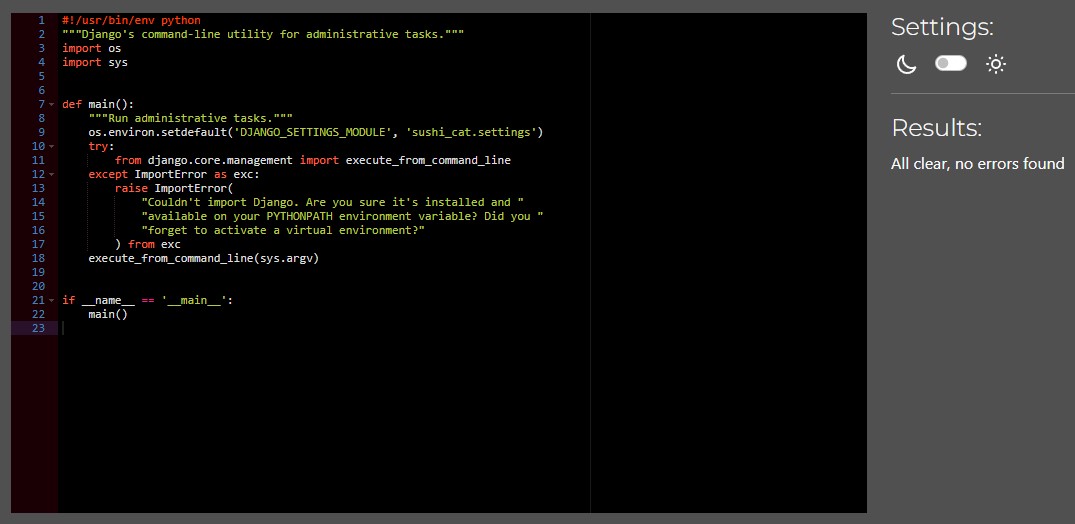 1 #!/usr/bin/env python
2 """Django's command-line utility for administrative tasks."""
3 import os
4 import sys
5
6
7 def main():
8     """Run administrative tasks."""
9     os.environ.setdefault('DJANGO_SETTINGS_MODULE', 'sushi_cat.settings')
10     try:
11         from django.core.management import execute_from_command_line
12     except ImportError as exc:
13         raise ImportError(
14             "Couldn't import Django. Are you sure it's installed and "
15             "available on your PYTHONPATH environment variable? Did you "
16             "forget to activate a virtual environment?"
17         ) from exc
18     execute_from_command_line(sys.argv)
19
20
21 if __name__ == '__main__':
22     main()
23
Settings:
Results:
All clear, no errors found